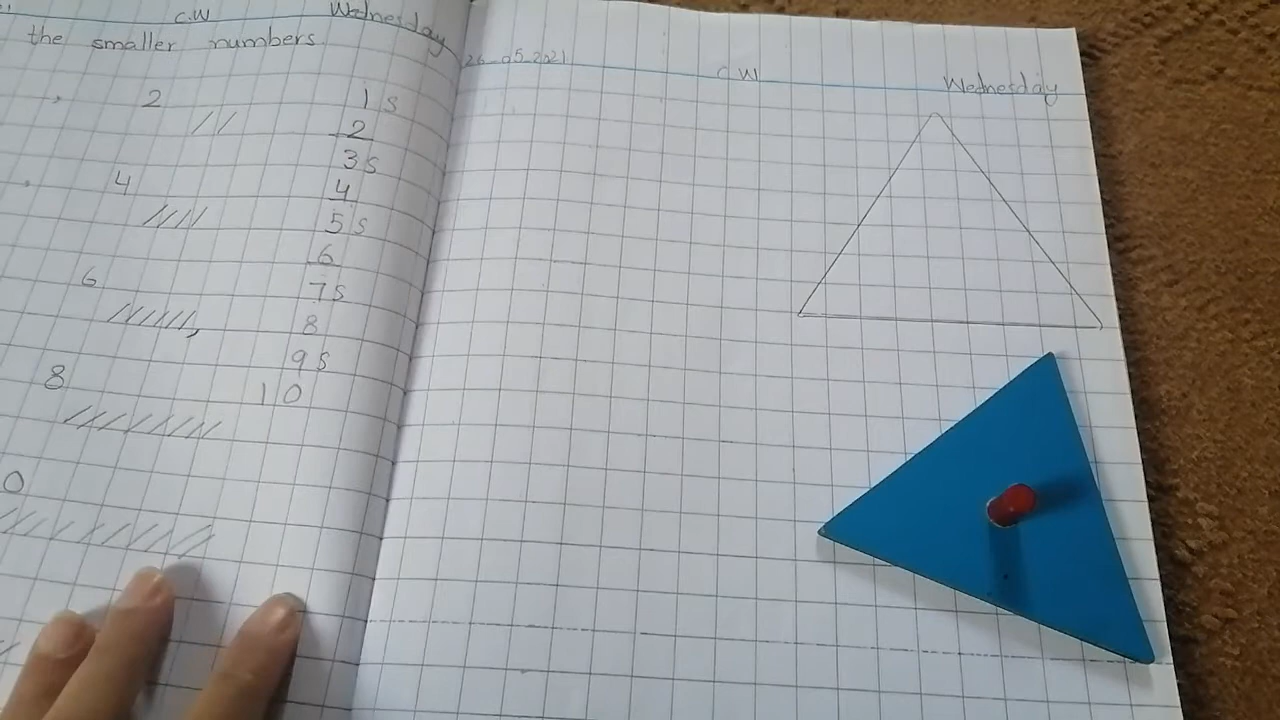 C.W Wednesday
the smaller numbers
2 1 s
2
3 s
4 4
5 s
6
6 7 s
8
9 s
8 10
0
26-05-2021 C.W Wednesday